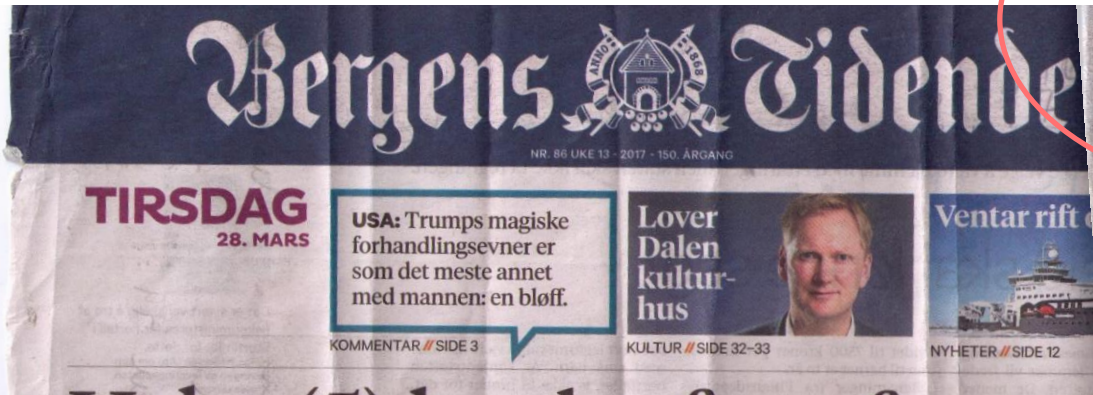 Bergens Tidende
ANNO 1868
NR. 86 UKE 13 · 2017 · 150. ÅRGANG
TIRSDAG
28. MARS
USA: Trumps magiske
forhandlingsevner er
som det meste annet
med mannen: en bløff.
KOMMENTAR // SIDE 3
Lover
Dalen
kultur-
hus
KULTUR // SIDE 32–33
Ventar rift
NYHETER // SIDE 12